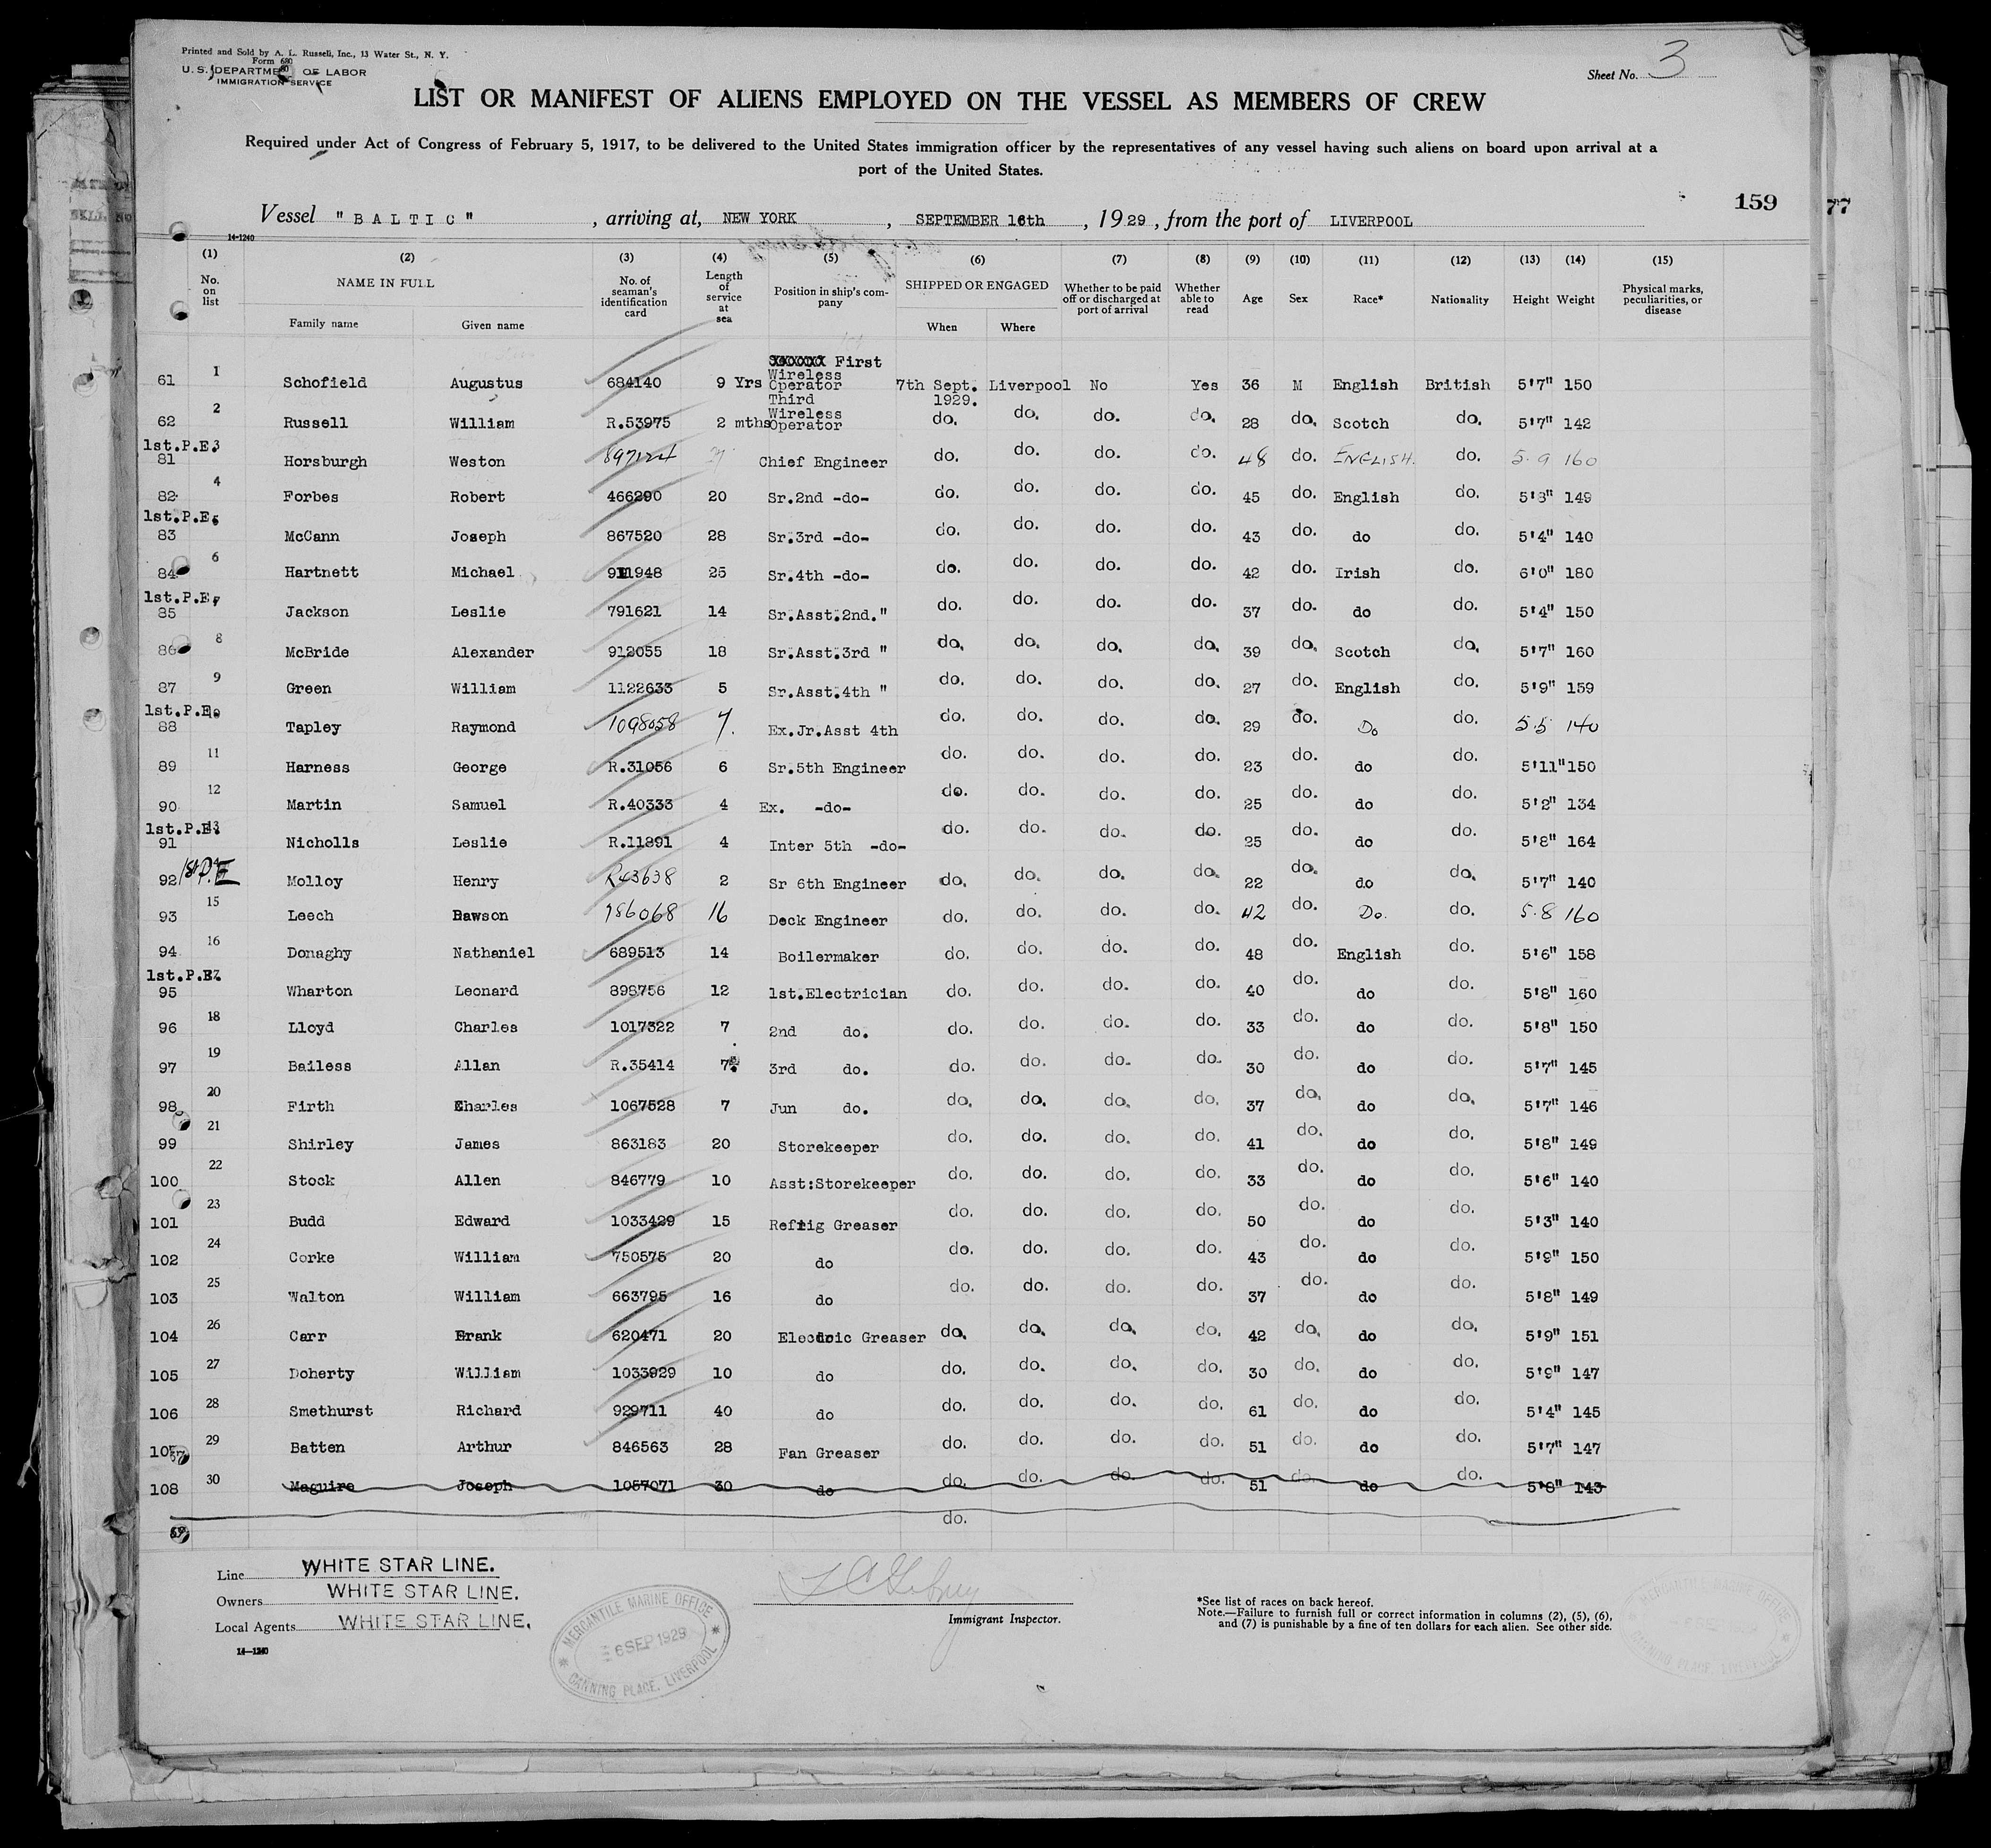 Printed and Sold by A. L. Russell, Inc., 13 Water St., N. Y.
Form 680
U. S. DEPARTMENT OF LABOR
IMMIGRATION SERVICE
Sheet No. 3
LIST OR MANIFEST OF ALIENS EMPLOYED ON THE VESSEL AS MEMBERS OF CREW
Required under Act of Congress of February 5, 1917, to be delivered to the United States immigration officer by the representatives of any vessel having such aliens on board upon arrival at a
port of the United States.
159
77
Vessel "BALTIC", arriving at, NEW YORK, SEPTEMBER 16th, 1929, from the port of LIVERPOOL
14-1240
(1) (2) (3) (4) (5) (6) (7) (8) (9) (10) (11) (12) (13) (14) (15)
No. on list NAME IN FULL Family name Given name No. of seaman's identification card Length of service at sea Position in ship's company SHIPPED OR ENGAGED When Where Whether to be paid off or discharged at port of arrival Whether able to read Age Sex Race* Nationality Height Weight Physical marks, peculiarities, or disease
61 1 Schofield Augustus 684140 9 Yrs First Wireless Operator 7th Sept. 1929. Liverpool No Yes 36 M English British 5'7" 150
62 2 Russell William R.53975 2 mths Third Wireless Operator do. do. do. do. 28 do. Scotch do. 5'7" 142
1st.P.E. 3
81 Horsburgh Weston 897124 Chief Engineer do. do. do. do. 48 do. ENGLISH. do. 5.9 160
82 4 Forbes Robert 466290 20 Sr.2nd -do- do. do. do. do. 45 do. English do. 5'8" 149
1st.P.E. 5
83 McCann Joseph 867520 28 Sr.3rd -do- do. do. do. do. 43 do. do do. 5'4" 140
84 6 Hartnett Michael 911948 25 Sr.4th -do- do. do. do. do. 42 do. Irish do. 6'0" 180
1st.P.E. 7
85 Jackson Leslie 791621 14 Sr.Asst.2nd." do. do. do. do. 37 do. do do. 5'4" 150
86 8 McBride Alexander 912055 18 Sr.Asst.3rd " do. do. do. do. 39 do. Scotch do. 5'7" 160
87 9 Green William 1122633 5 Sr.Asst.4th " do. do. do. do. 27 do. English do. 5'9" 159
1st.P.E. 10
88 Tapley Raymond 1098058 7. Ex.Jr.Asst 4th do. do. do. do. 29 do. Do do. 5.5 140
89 11 Harness George R.31056 6 Sr.5th Engineer do. do. do. do. 23 do. do do. 5'11" 150
90 12 Martin Samuel R.40333 4 Ex. -do- do. do. do. do. 25 do. do do. 5'2" 134
1st.P.E. 13
91 Nicholls Leslie R.11891 4 Inter 5th -do- do. do. do. do. 25 do. do do. 5'8" 164
92 1st P.E 14 Molloy Henry R43638 2 Sr 6th Engineer do. do. do. do. 22 do. do do. 5'7" 140
93 15 Leech Dawson 786068 16 Deck Engineer do. do. do. do. 42 do. Do. do. 5.8 160
94 16 Donaghy Nathaniel 689513 14 Boilermaker do. do. do. do. 48 do. English do. 5'6" 158
1st.P.E. 17
95 Wharton Leonard 898756 12 1st.Electrician do. do. do. do. 40 do. do do. 5'8" 160
96 18 Lloyd Charles 1017322 7 2nd do. do. do. do. do. 33 do. do do. 5'8" 150
97 19 Bailess Allan R.35414 7 3rd do. do. do. do. do. 30 do. do do. 5'7" 145
98 20 Firth Charles 1067528 7 Jun do. do. do. do. do. 37 do. do do. 5'7" 146
99 21 Shirley James 863183 20 Storekeeper do. do. do. do. 41 do. do do. 5'8" 149
100 22 Stock Allen 846779 10 Asst:Storekeeper do. do. do. do. 33 do. do do. 5'6" 140
101 23 Budd Edward 1033429 15 Refrig Greaser do. do. do. do. 50 do. do do. 5'3" 140
102 24 Corke William 750575 20 do do. do. do. do. 43 do. do do. 5'9" 150
103 25 Walton William 663795 16 do do. do. do. do. 37 do. do do. 5'8" 149
104 26 Carr Frank 620471 20 Electric Greaser do. do. do. do. 42 do. do do. 5'9" 151
105 27 Doherty William 1033929 10 do do. do. do. do. 30 do. do do. 5'9" 147
106 28 Smethurst Richard 929711 40 do do. do. do. do. 61 do. do do. 5'4" 145
107 29 Batten Arthur 846563 28 Fan Greaser do. do. do. do. 51 do. do do. 5'7" 147
108 30 Maguire Joseph 1057071 30 do do. do. do. do. 51 do. do do. 5'8" 143
do.
Line WHITE STAR LINE.
Owners WHITE STAR LINE.
Local Agents WHITE STAR LINE.
14-1240
MERCANTILE MARINE OFFICE
6 SEP 1929
CANNING PLACE, LIVERPOOL
Immigrant Inspector.
*See list of races on back hereof.
Note.—Failure to furnish full or correct information in columns (2), (5), (6),
and (7) is punishable by a fine of ten dollars for each alien. See other side.
MERCANTILE MARINE OFFICE
CANNING PLACE, LIVERPOOL